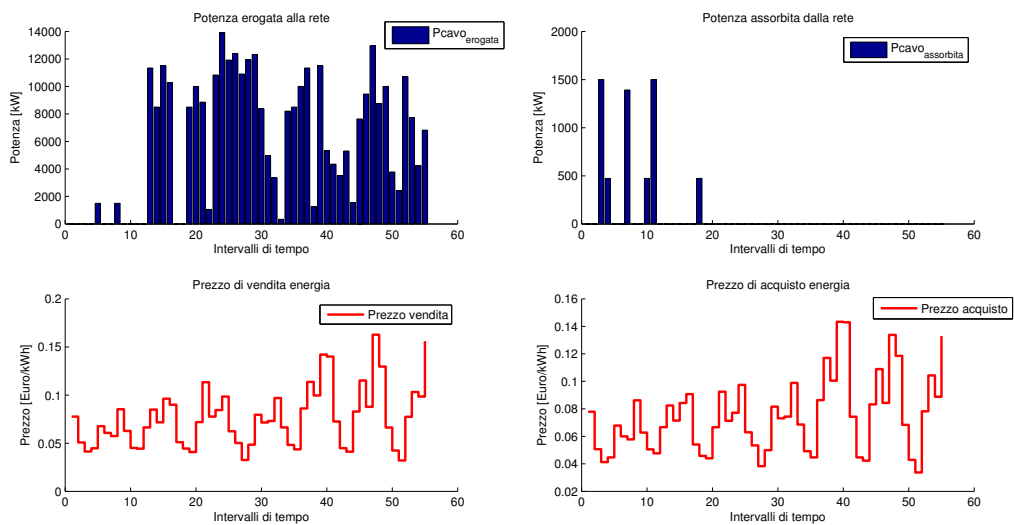 Potenza erogata alla rete
Pcavo_erogata
Potenza [kW]
14000
12000
10000
8000
6000
4000
2000
0
0 10 20 30 40 50 60
Intervalli di tempo
Potenza assorbita dalla rete
Pcavo_assorbita
Potenza [kW]
2000
1500
1000
500
0
0 10 20 30 40 50 60
Intervalli di tempo
Prezzo di vendita energia
Prezzo vendita
Prezzo [Euro/kWh]
0.2
0.15
0.1
0.05
0
0 10 20 30 40 50 60
Intervalli di tempo
Prezzo di acquisto energia
Prezzo acquisto
Prezzo [Euro/kWh]
0.16
0.14
0.12
0.1
0.08
0.06
0.04
0.02
0 10 20 30 40 50 60
Intervalli di tempo